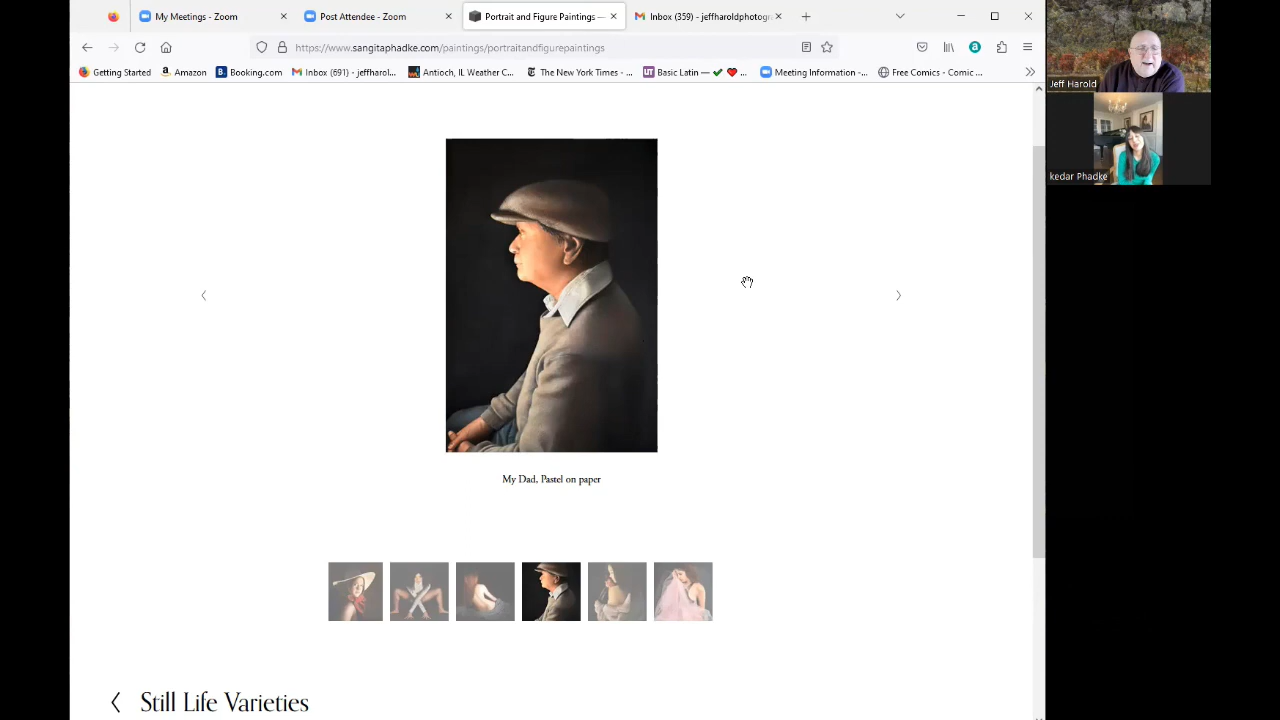 My Meetings - Zoom
Post Attendee - Zoom
Portrait and Figure Paintings —
Inbox (359) - jeffharoldphotogr
https://www.sangitaphadke.com/paintings/portraitandfigurepaintings
Getting Started
Amazon
Booking.com
Inbox (691) - jeffharol...
Antioch, IL Weather C...
The New York Times - ...
Basic Latin — ✔ ❤ ...
Meeting Information -...
Free Comics - Comic ...
Jeff Harold
kedar Phadke
My Dad, Pastel on paper
Still Life Varieties